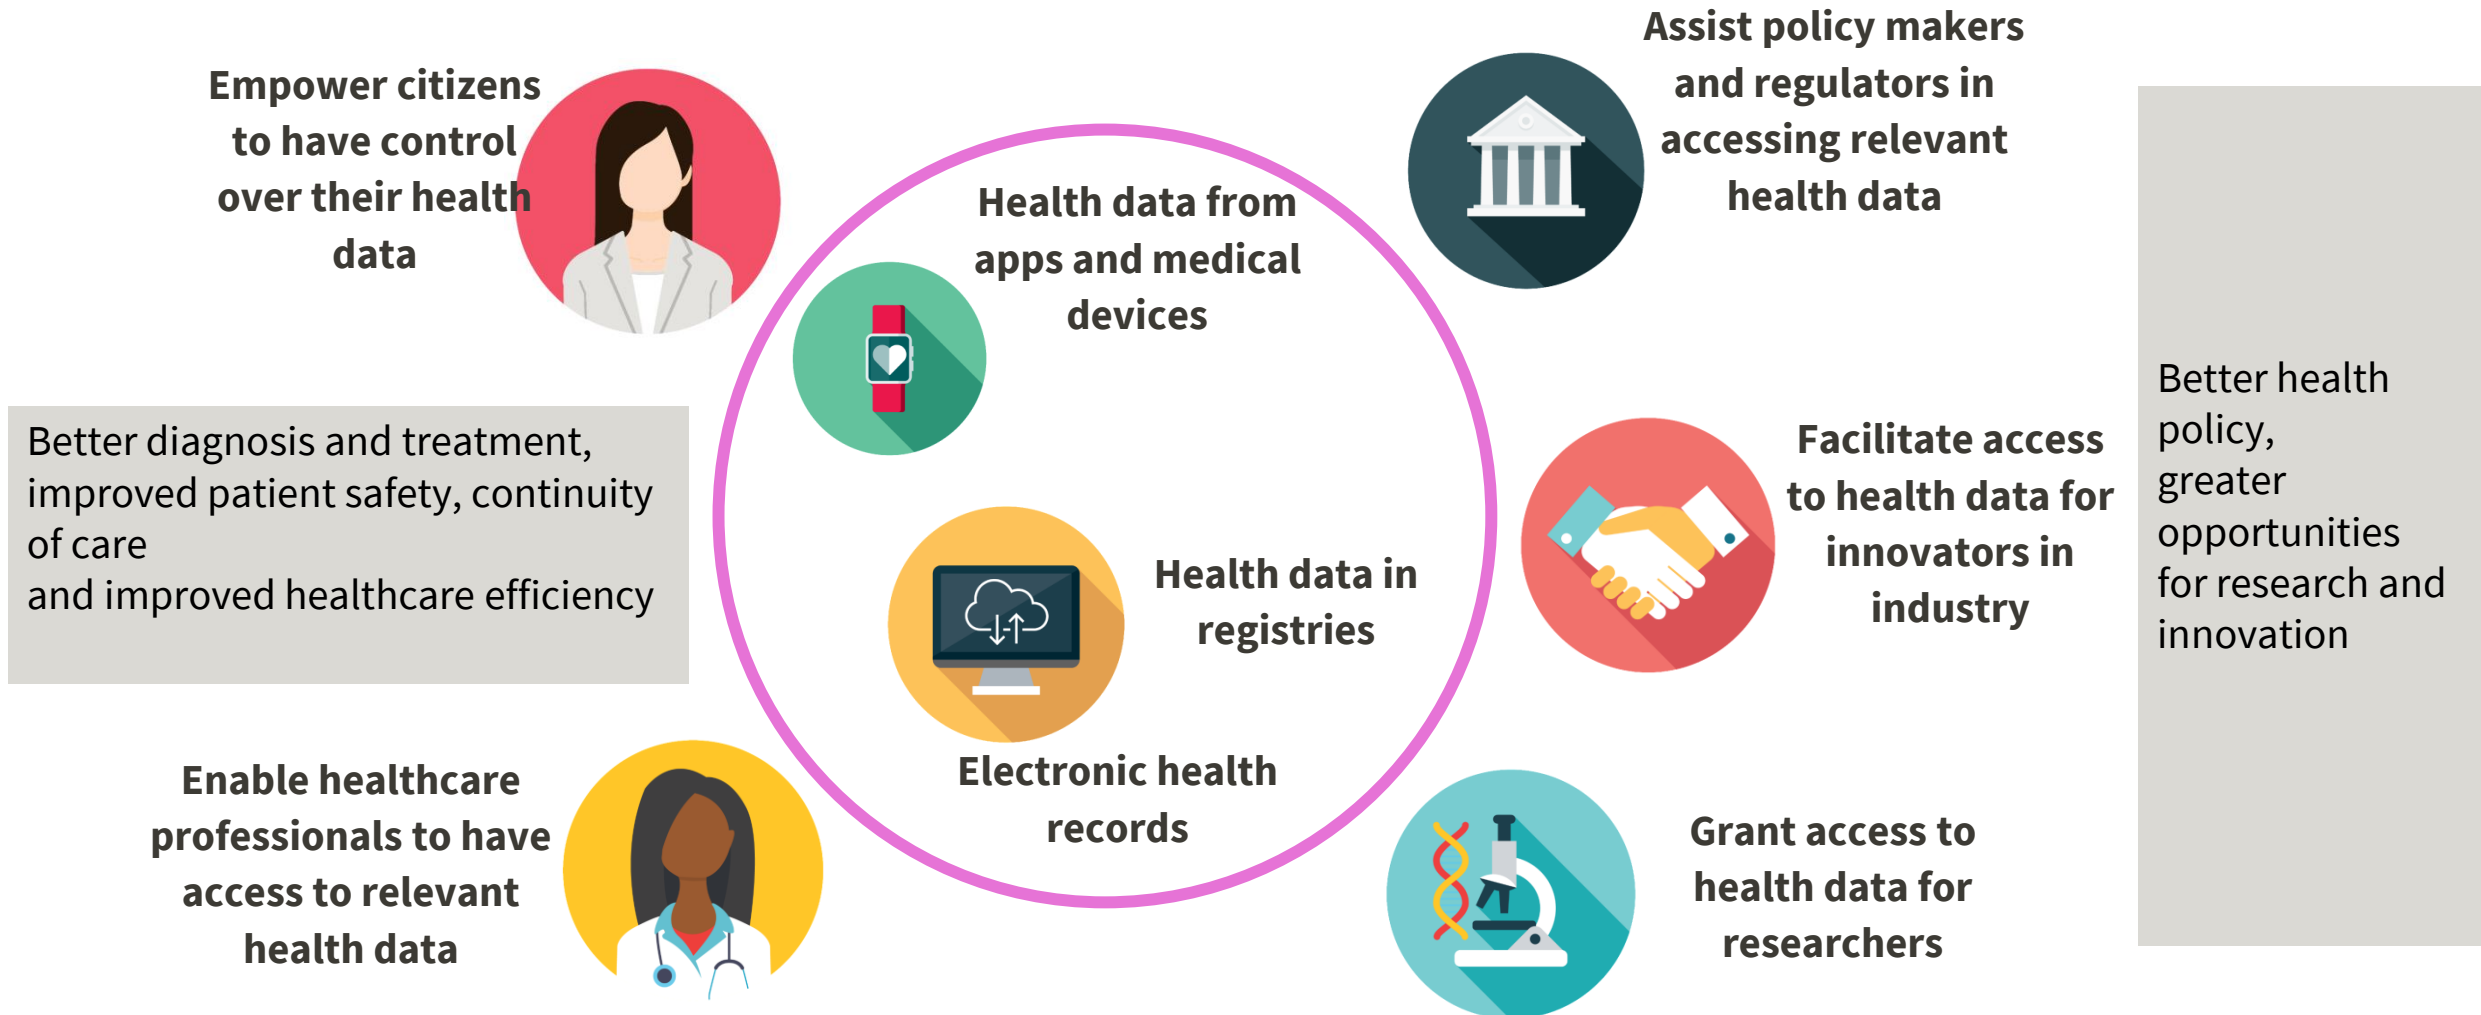 Empower citizens
to have control
over their health
data
Better diagnosis and treatment,
improved patient safety, continuity
of care
and improved healthcare efficiency
Enable healthcare
professionals to have
access to relevant
health data
Health data from
apps and medical
devices
Health data in
registries
Electronic health
records
Assist policy makers
and regulators in
accessing relevant
health data
Facilitate access
to health data for
innovators in
industry
Grant access to
health data for
researchers
Better health
policy,
greater
opportunities
for research and
innovation